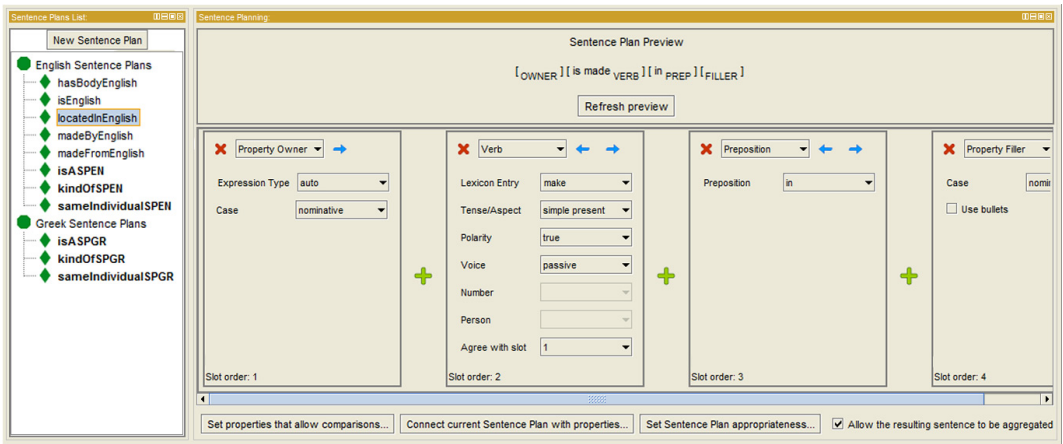 Sentence Plans List:
New Sentence Plan
English Sentence Plans
hasBodyEnglish
isEnglish
locatedInEnglish
madeByEnglish
madeFromEnglish
isASPEN
kindOfSPEN
sameIndividualSPEN
Greek Sentence Plans
isASPGR
kindOfSPGR
sameIndividualSPGR
Sentence Planning:
Sentence Plan Preview
[ OWNER ] [ is made VERB ] [ in PREP ] [ FILLER ]
Refresh preview
Property Owner
Expression Type auto
Case nominative
Slot order: 1
Verb
Lexicon Entry make
Tense/Aspect simple present
Polarity true
Voice passive
Number
Person
Agree with slot 1
Slot order: 2
Preposition
Preposition in
Slot order: 3
Property Filler
Case nomin
Use bullets
Slot order: 4
Set properties that allow comparisons... Connect current Sentence Plan with properties... Set Sentence Plan appropriateness... Allow the resulting sentence to be aggregated